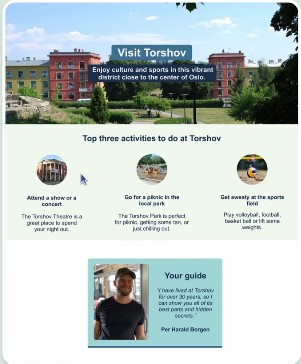 Visit Torshov
Enjoy culture and sports in this vibrant
district close to the center of Oslo.
Top three activities to do at Torshov
Attend a show or a
concert
The Torshov Theatre is a
great place to spend
your night out.
Go for a piknic in the
local park
The Torshov Park is perfect
for piknic, getting some tan, or
just chilling out.
Get sweaty at the sports
field
Play volleyball, football,
basket ball or lift some
weights.
Your guide
"I have lived at Torshov
for over 30 years, so I
can show you all of its
best parts and hidden
secrets."
Per Harald Borgen